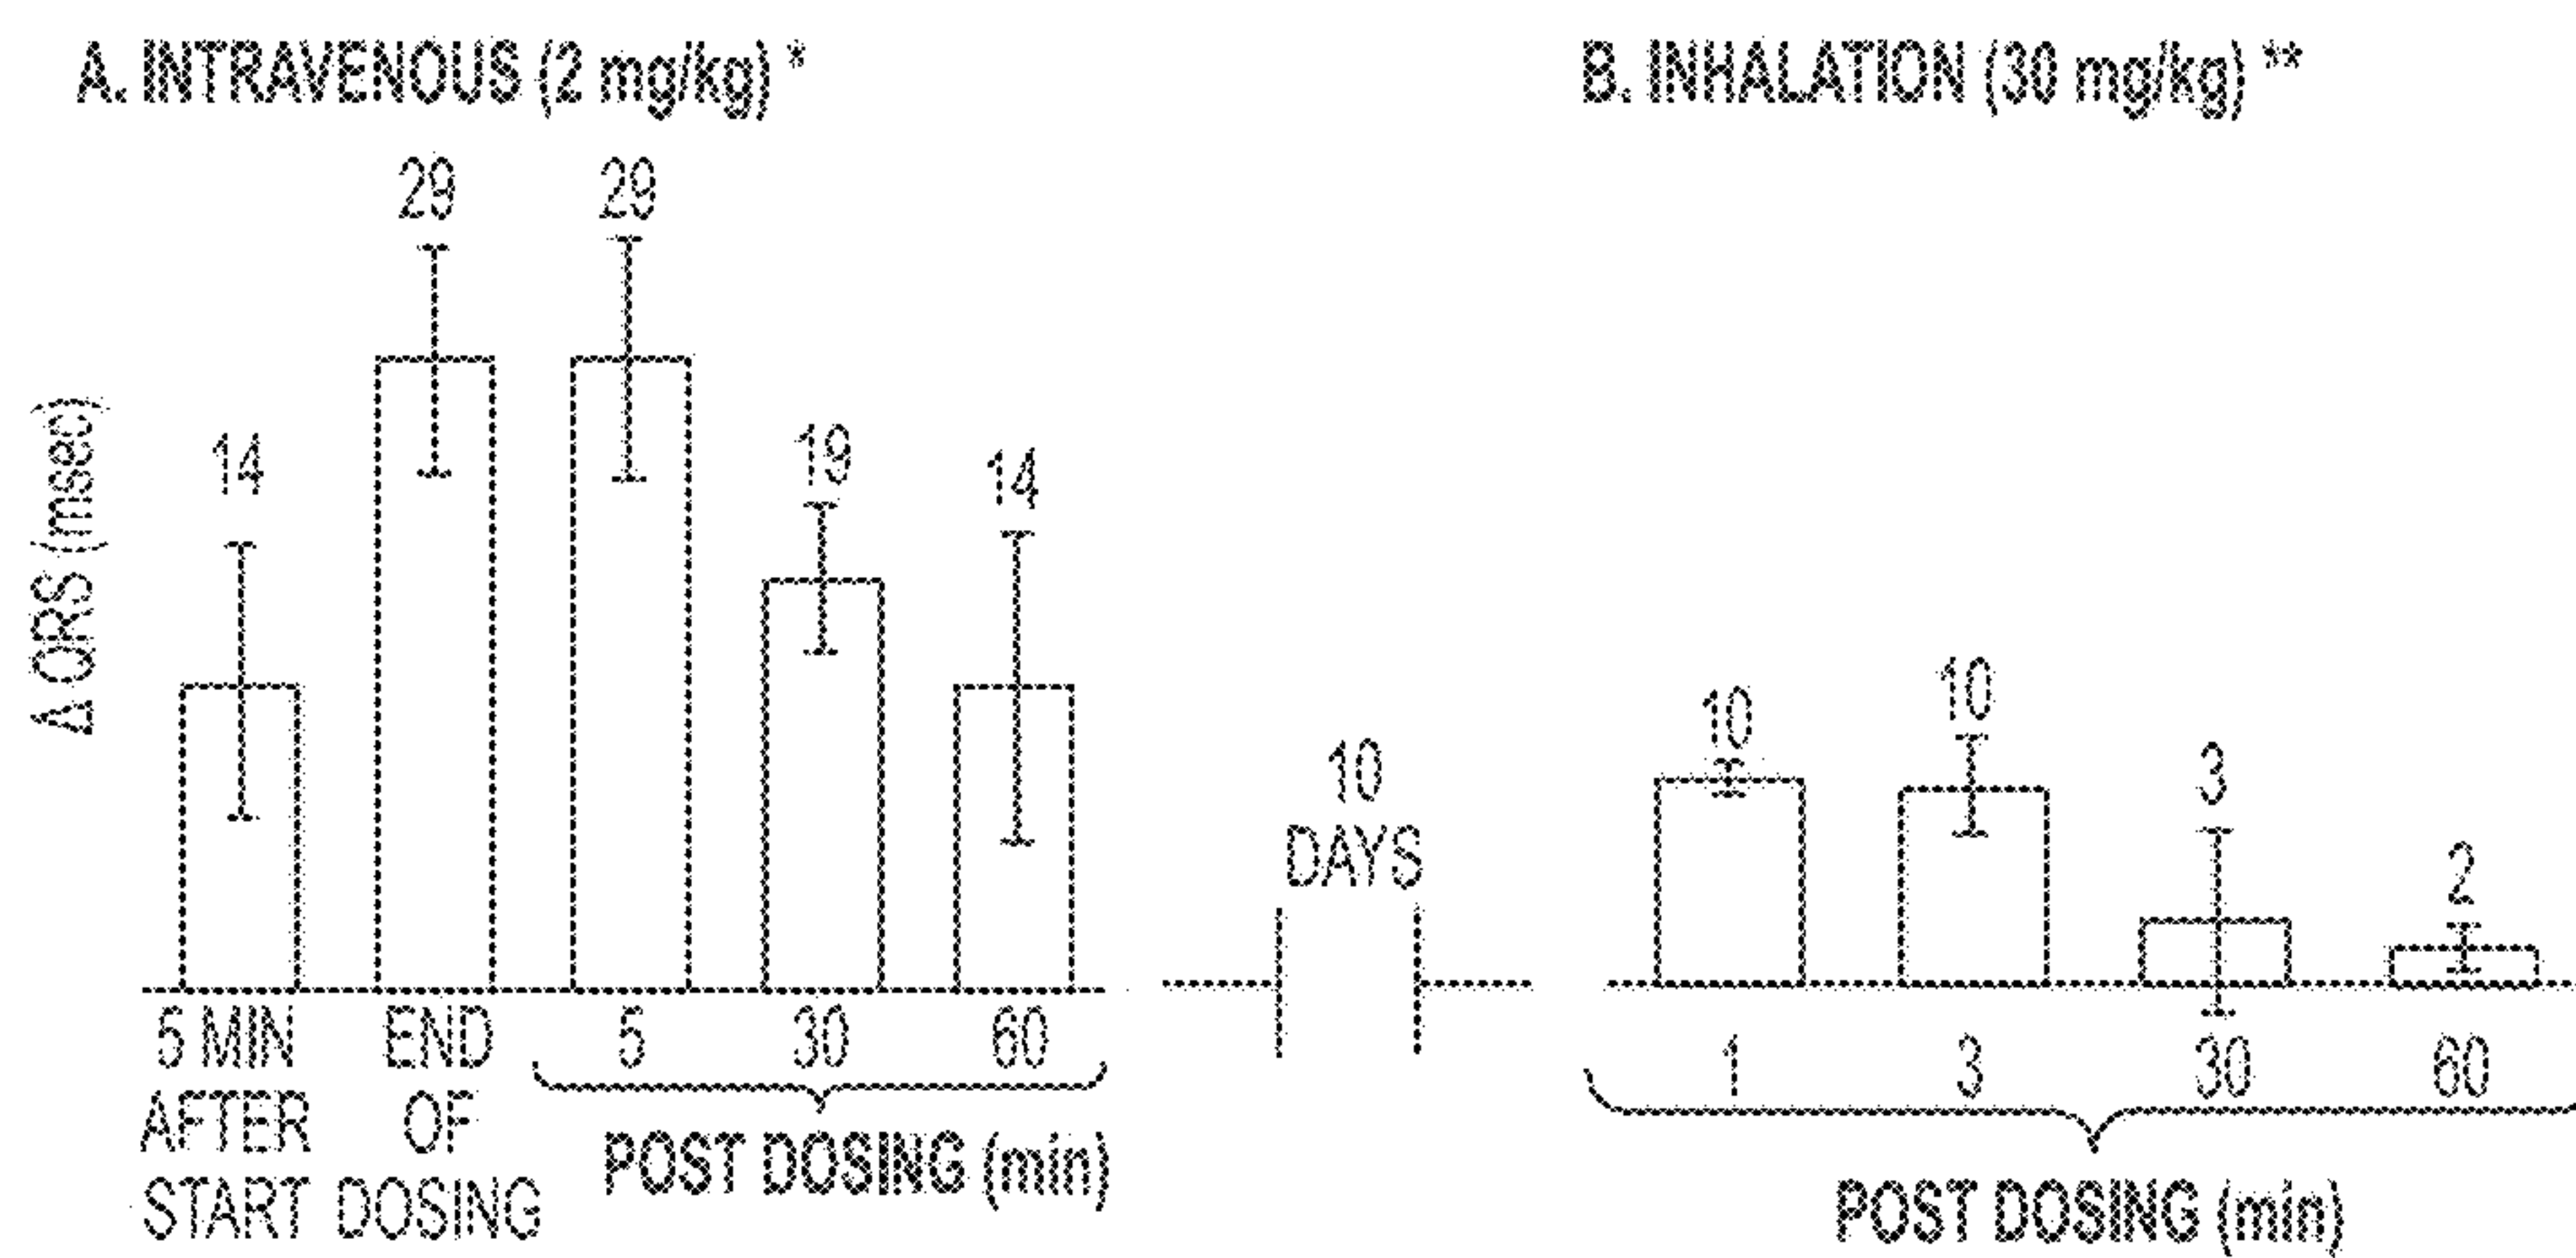 A. INTRAVENOUS (2 mg/kg) *
29 29
14 19 14
Δ QRS (msec)
5 MIN AFTER START
END OF DOSING
5 30 60
POST DOSING (min)
10
DAYS
B. INHALATION (30 mg/kg) **
10 10 3 2
1 3 30 60
POST DOSING (min)